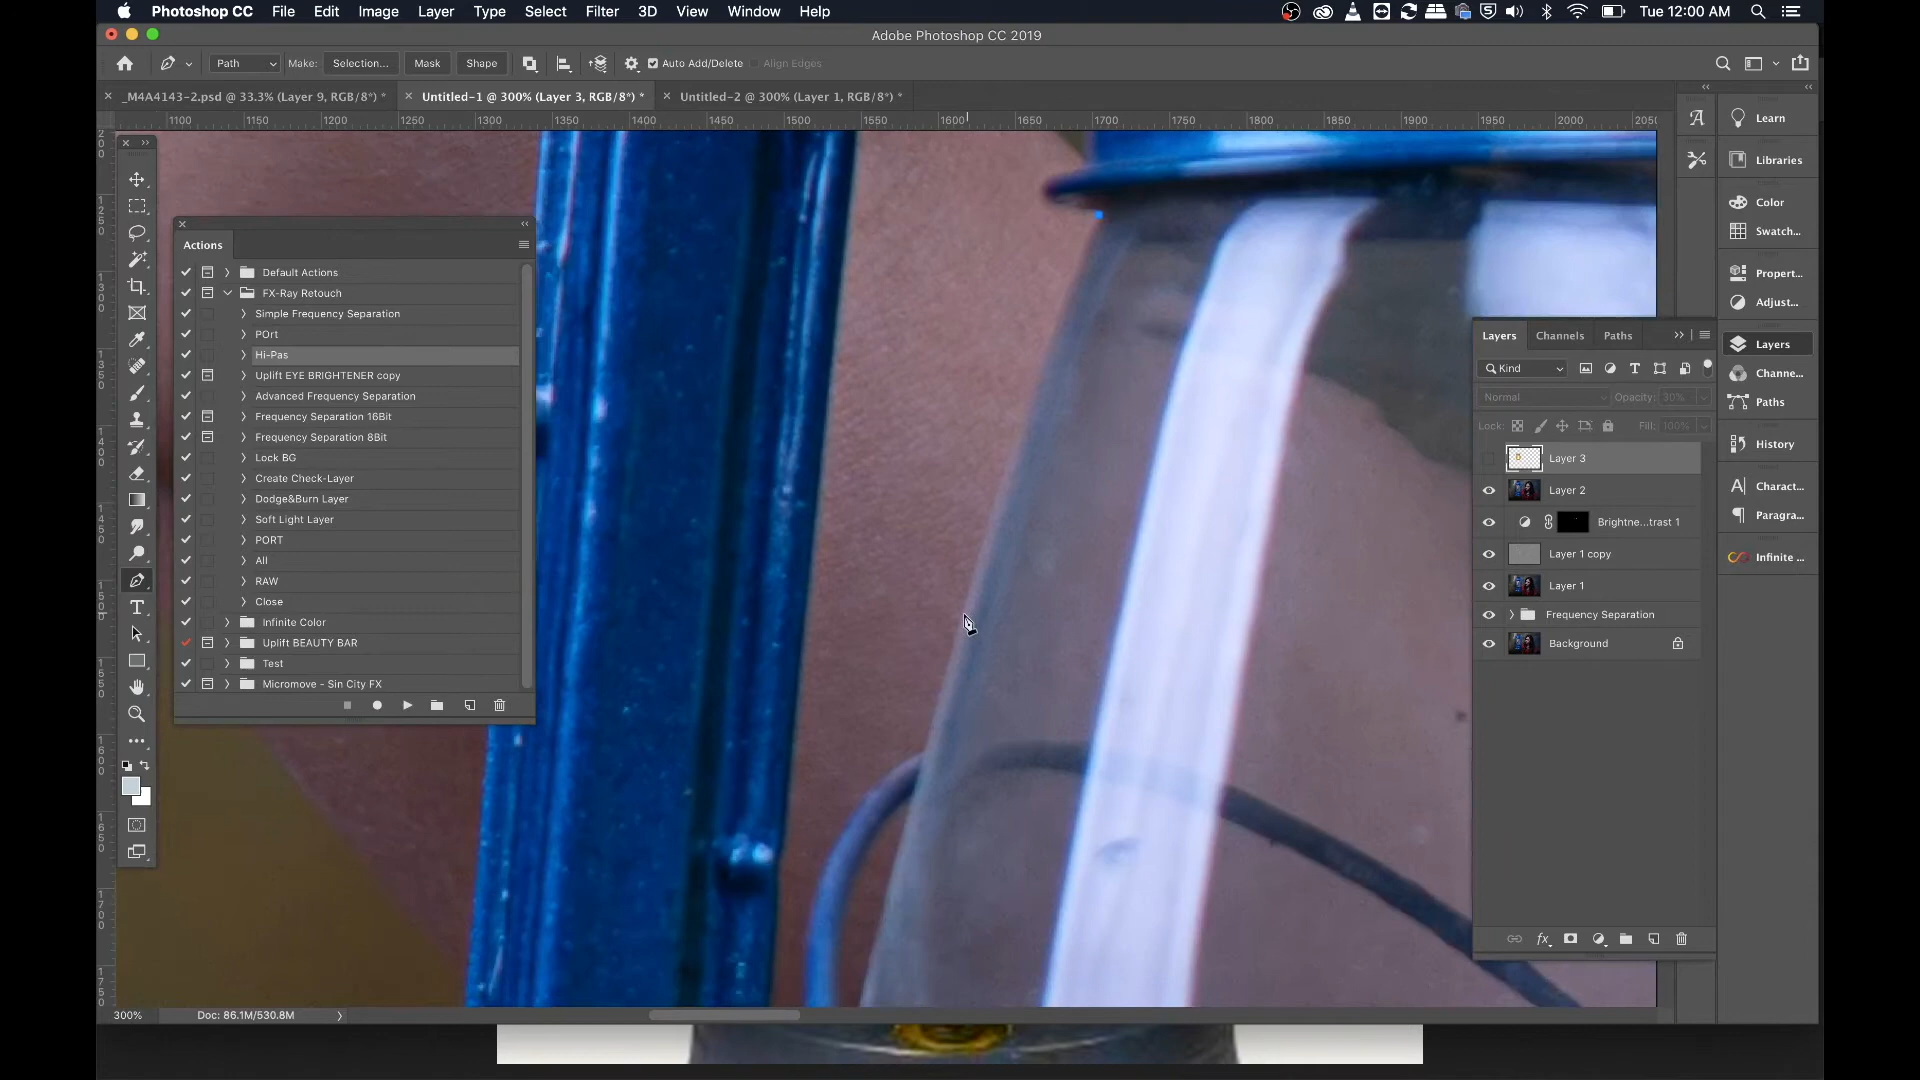 Photoshop CC File Edit Image Layer Type Select Filter 3D View Window Help Tue 12:00 AM
Adobe Photoshop CC 2019
Path Make: Selection... Mask Shape Auto Add/Delete Align Edges
_M4A4143-2.psd @ 33.3% (Layer 9, RGB/8*) * Untitled-1 @ 300% (Layer 3, RGB/8*) * Untitled-2 @ 300% (Layer 1, RGB/8*) *
1100 1150 1200 1250 1300 1350 1400 1450 1500 1550 1600 1650 1700 1750 1800 1850 1900 1950 2000 2050
Actions
Default Actions
FX-Ray Retouch
Simple Frequency Separation
POrt
Hi-Pas
Uplift EYE BRIGHTENER copy
Advanced Frequency Separation
Frequency Separation 16Bit
Frequency Separation 8Bit
Lock BG
Create Check-Layer
Dodge&Burn Layer
Soft Light Layer
PORT
All
RAW
Close
Infinite Color
Uplift BEAUTY BAR
Test
Micromove - Sin City FX
Layers Channels Paths
Kind
Normal Opacity: 30%
Lock: Fill: 100%
Layer 3
Layer 2
Brightne...trast 1
Layer 1 copy
Layer 1
Frequency Separation
Background
Learn
Libraries
Color
Swatch...
Propert...
Adjust...
Layers
Channe...
Paths
History
Charact...
Paragra...
Infinite ...
300% Doc: 86.1M/530.8M